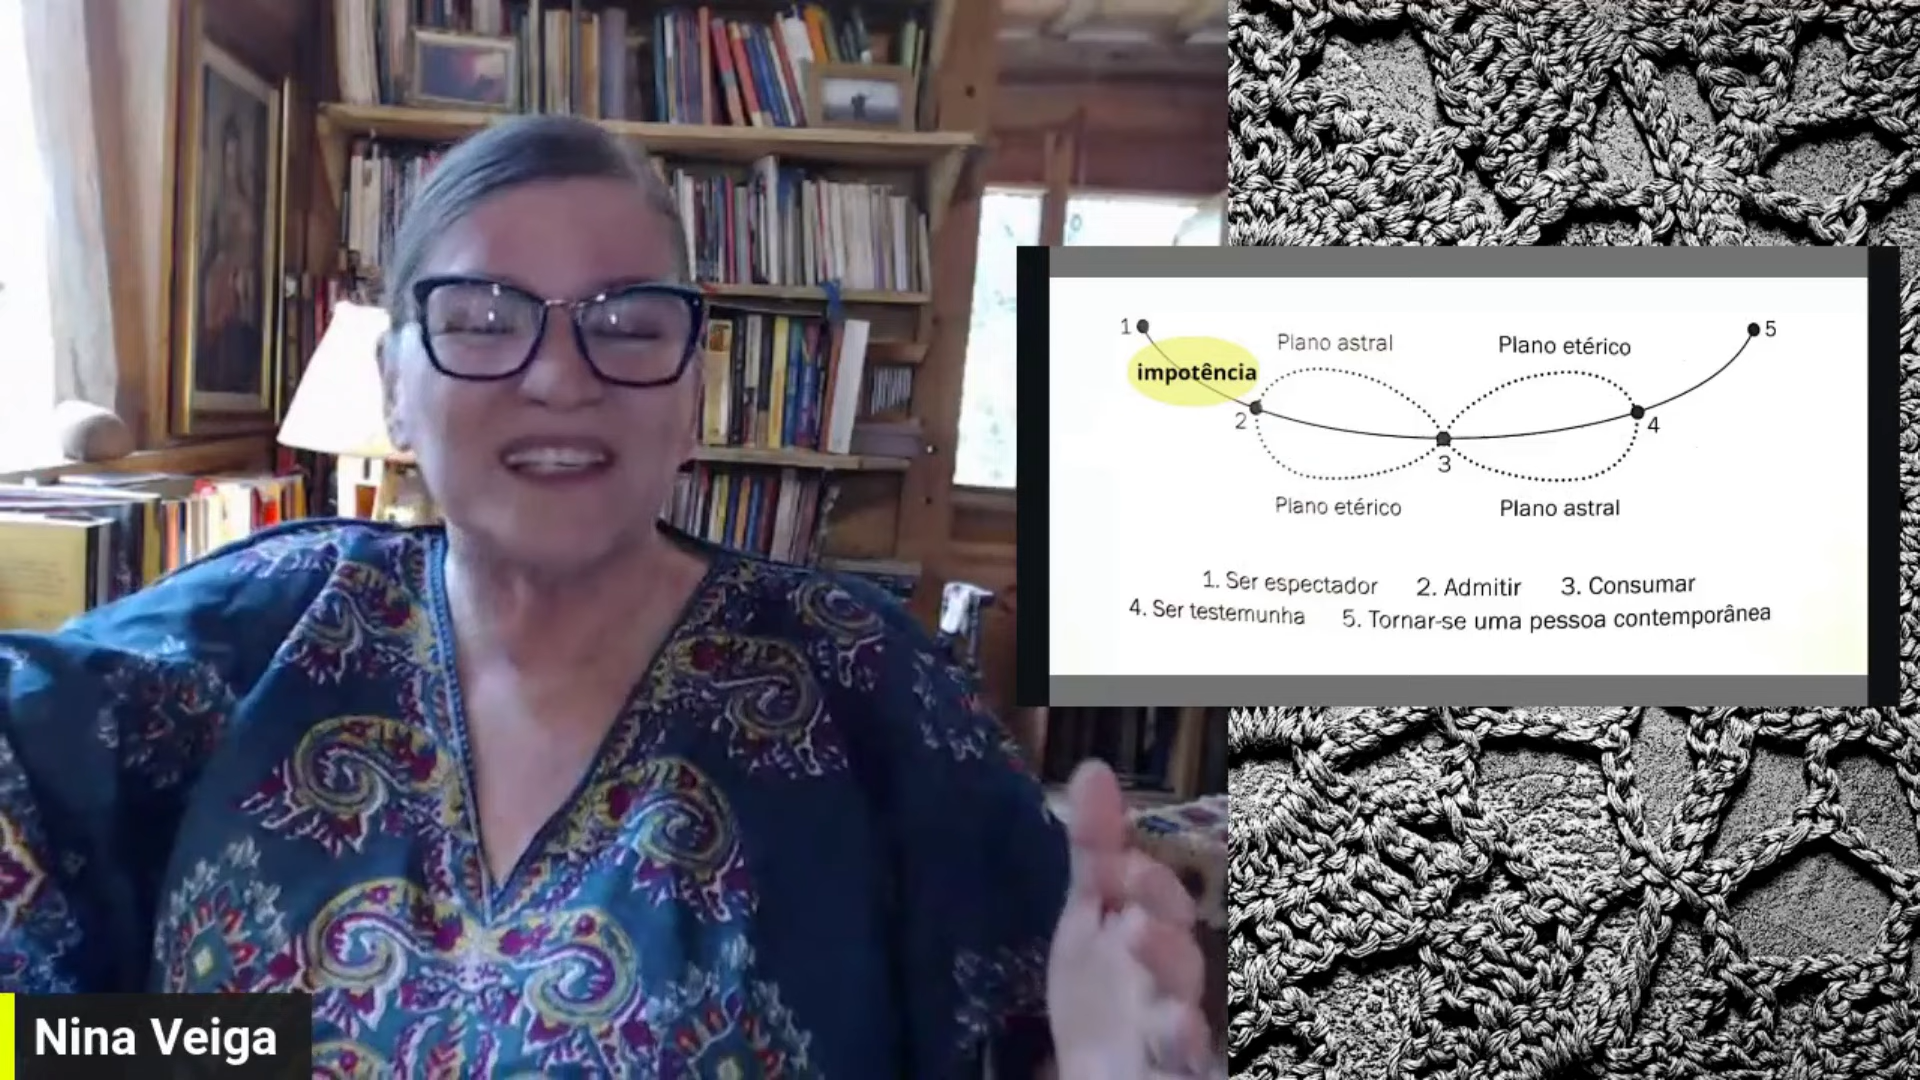 1
5
Plano astral
Plano etérico
impotência
2
4
3
Plano etérico
Plano astral
1. Ser espectador 2. Admitir 3. Consumar
4. Ser testemunha 5. Tornar-se uma pessoa contemporânea
Nina Veiga